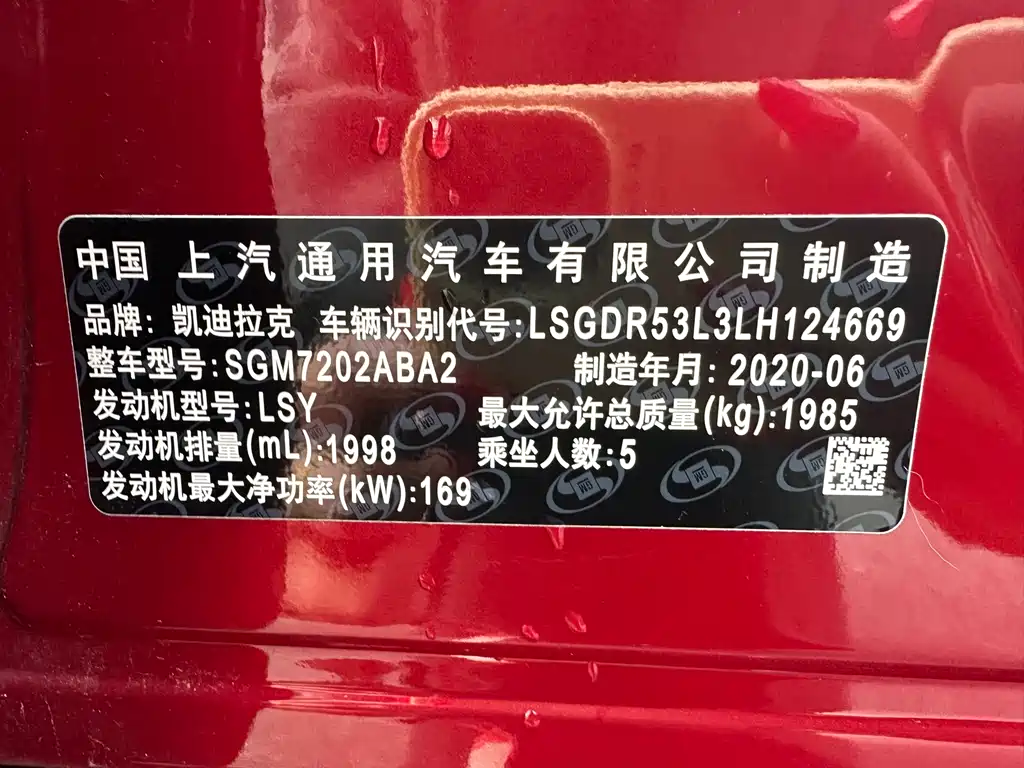 中国 上汽通用汽车有限公司制造
品牌: 凯迪拉克 车辆识别代号:LSGDR53L3LH124669
整车型号:SGM7202ABA2 制造年月: 2020-06
发动机型号:LSY 最大允许总质量(kg):1985
发动机排量(mL):1998 乘坐人数:5
发动机最大净功率(kW):169